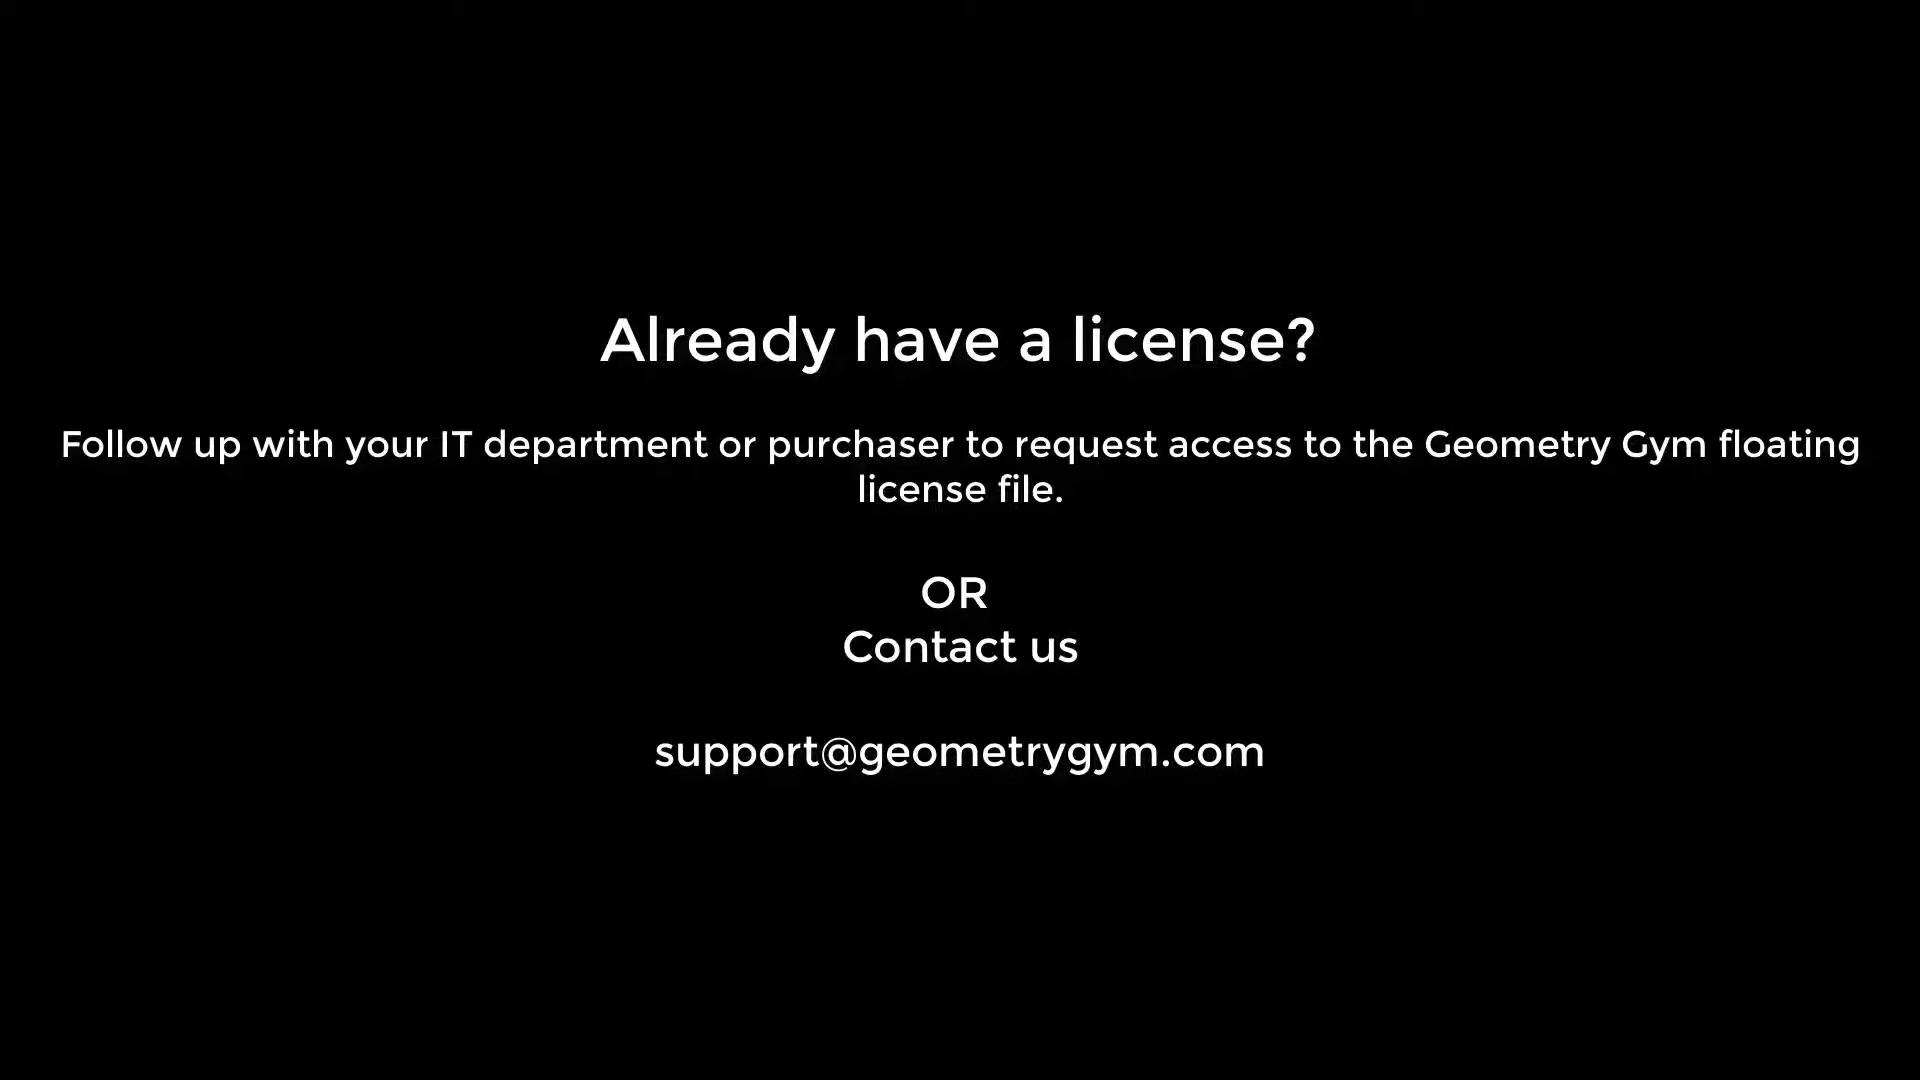 Already have a license?
Follow up with your IT department or purchaser to request access to the Geometry Gym floating
license file.
OR
Contact us
support@geometrygym.com